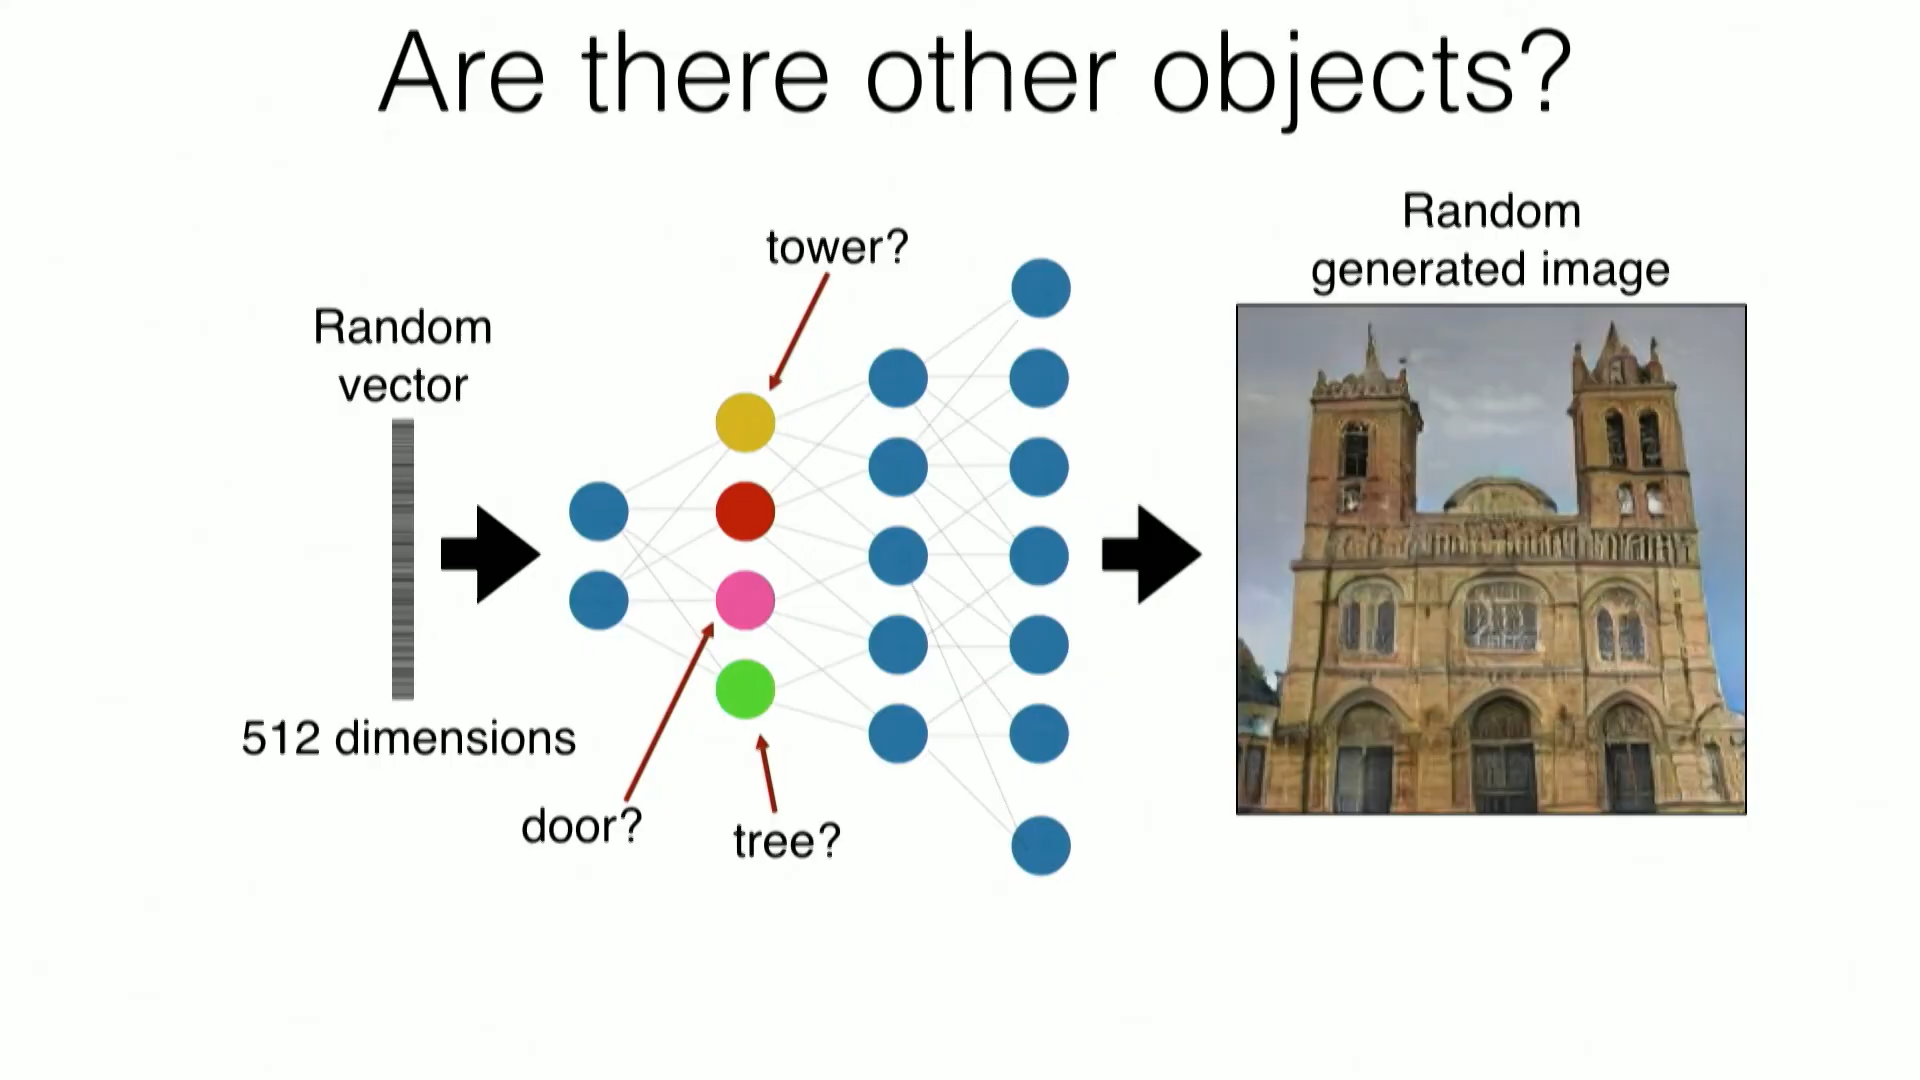 Are there other objects?
Random
generated image
tower?
Random
vector
512 dimensions
door?
tree?